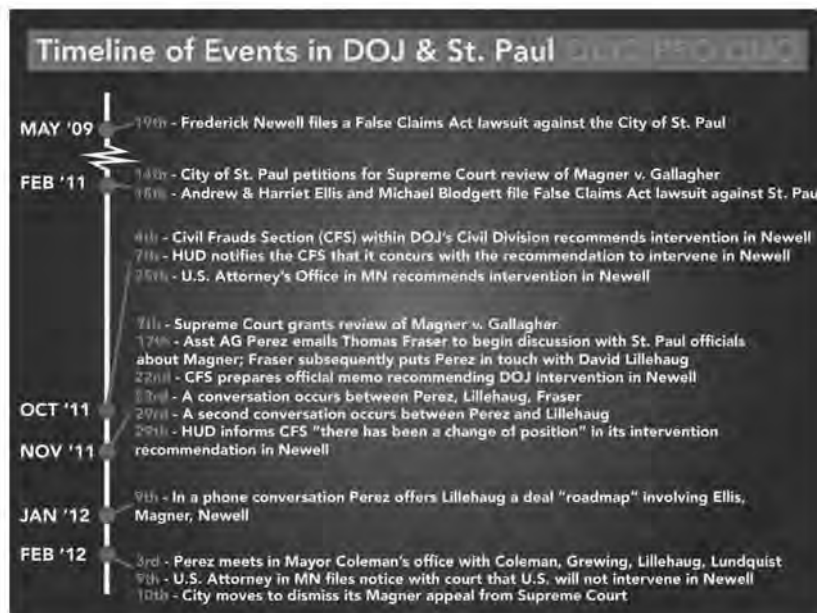 Timeline of Events in DOJ & St. Paul QUID PRO QUO
MAY '09
19th - Frederick Newell files a False Claims Act lawsuit against the City of St. Paul
FEB '11
14th - City of St. Paul petitions for Supreme Court review of Magner v. Gallagher
- Andrew & Harriet Ellis and Michael Blodgett file False Claims Act lawsuit against St. Paul
4th - Civil Frauds Section (CFS) within DOJ's Civil Division recommends intervention in Newell
7th - HUD notifies the CFS that it concurs with the recommendation to intervene in Newell
25th - U.S. Attorney's Office in MN recommends intervention in Newell
7th - Supreme Court grants review of Magner v. Gallagher
17th - Asst AG Perez emails Thomas Fraser to begin discussion with St. Paul officials
about Magner; Fraser subsequently puts Perez in touch with David Lillehaug
22nd - CFS prepares official memo recommending DOJ intervention in Newell
OCT '11
23rd - A conversation occurs between Perez, Lillehaug, Fraser
29rd - A second conversation occurs between Perez and Lillehaug
29th - HUD informs CFS "there has been a change of position" in its intervention
recommendation in Newell
NOV '11
JAN '12
9th - In a phone conversation Perez offers Lillehaug a deal "roadmap" involving Ellis,
Magner, Newell
FEB '12
3rd - Perez meets in Mayor Coleman's office with Coleman, Grewing, Lillehaug, Lundquist
9th - U.S. Attorney in MN files notice with court that U.S. will not intervene in Newell
10th - City moves to dismiss its Magner appeal from Supreme Court